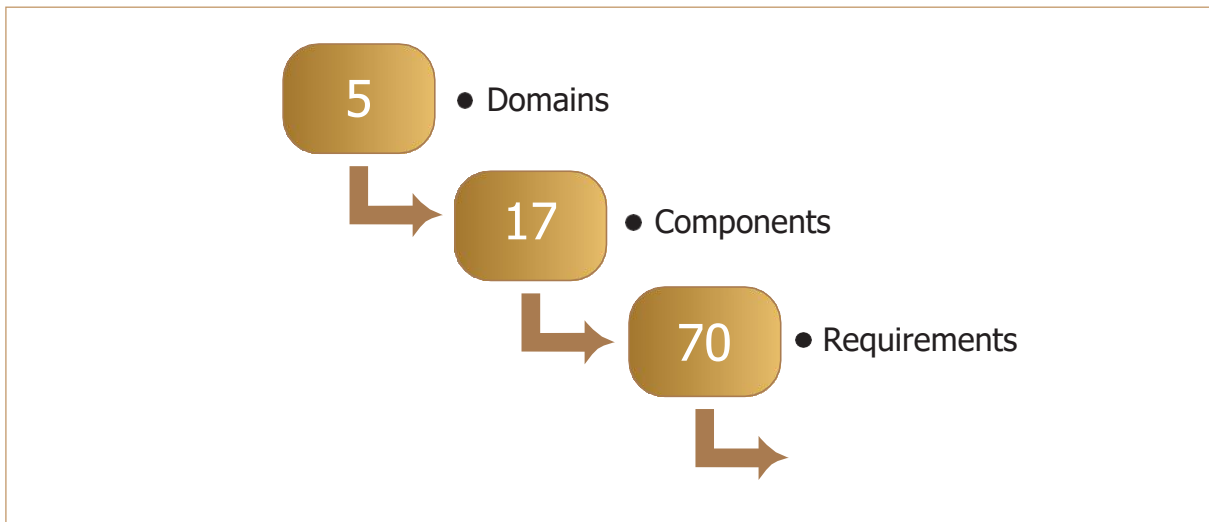 5
• Domains
17
• Components
70
• Requirements